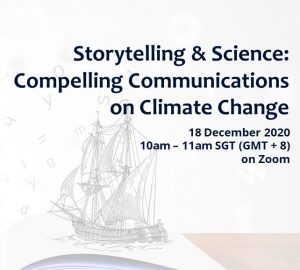 Storytelling & Science:
Compelling Communications
on Climate Change
18 December 2020
10am – 11am SGT (GMT + 8)
on Zoom